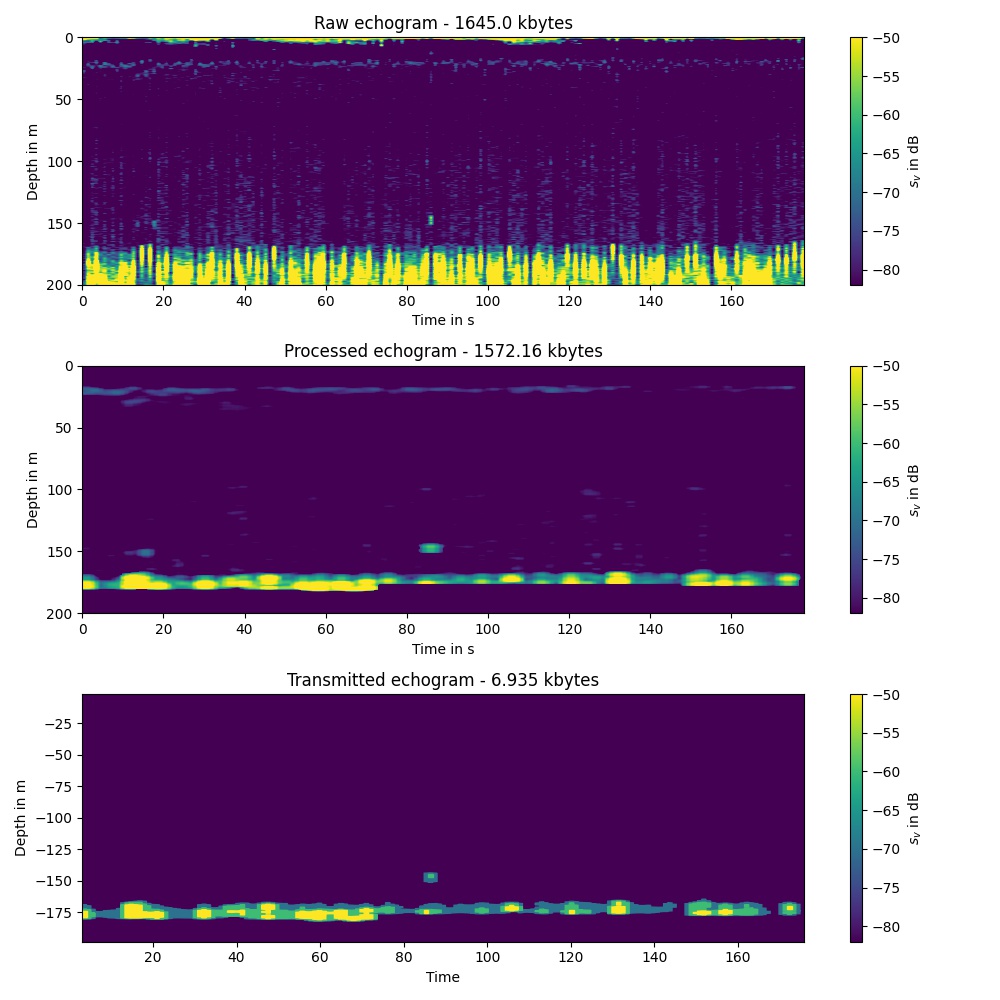 Raw echogram - 1645.0 kbytes
0
50
100
150
200
Depth in m
0 20 40 60 80 100 120 140 160
Time in s
−50
−55
−60
−65
−70
−75
−80
sv in dB
Processed echogram - 1572.16 kbytes
0
50
100
150
200
Depth in m
0 20 40 60 80 100 120 140 160
Time in s
−50
−55
−60
−65
−70
−75
−80
sv in dB
Transmitted echogram - 6.935 kbytes
−25
−50
−75
−100
−125
−150
−175
Depth in m
20 40 60 80 100 120 140 160
Time
−50
−55
−60
−65
−70
−75
−80
sv in dB